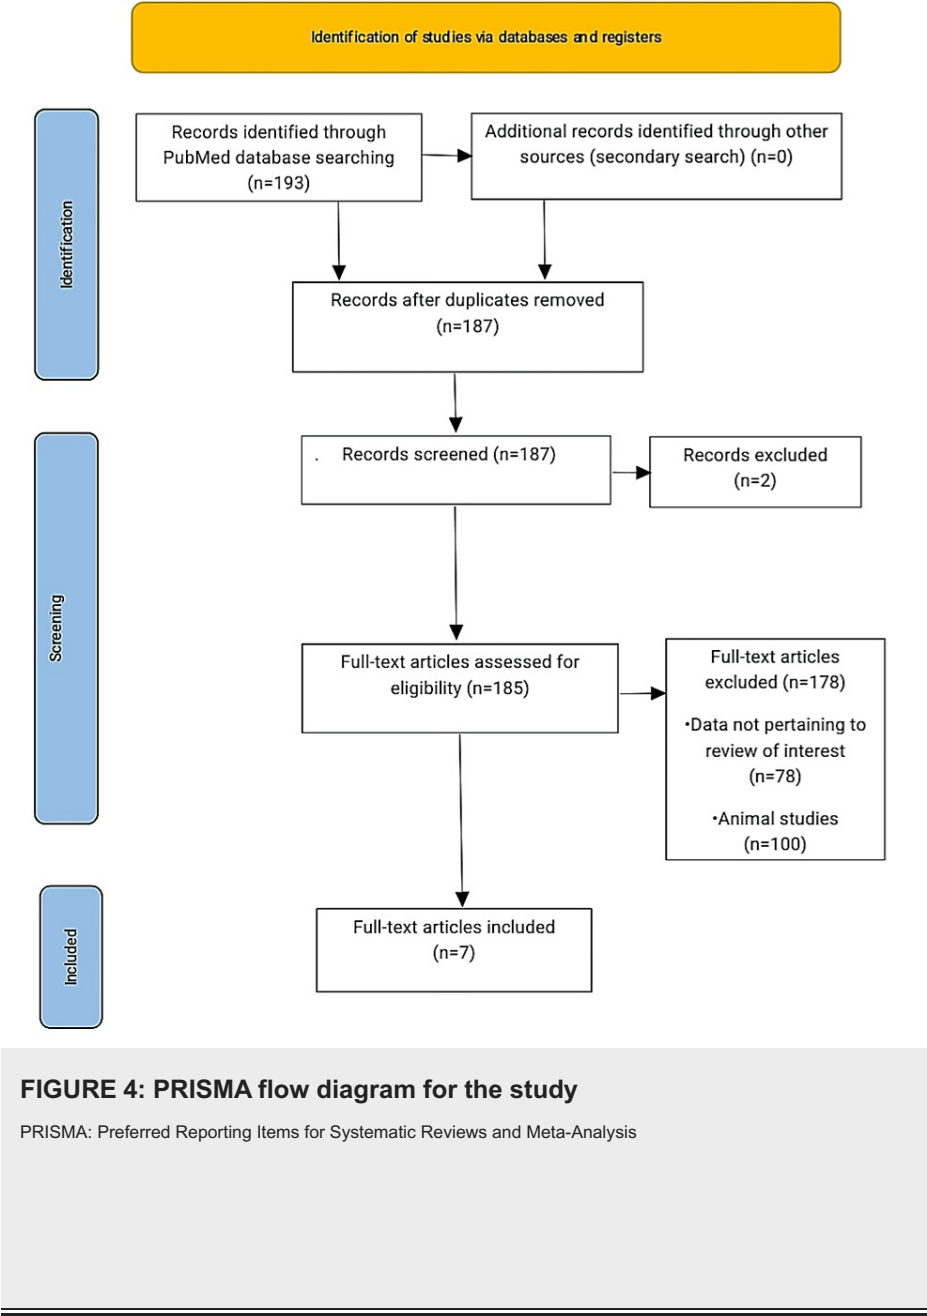 Identification of studies via databases and registers
Identification
Records identified through
PubMed database searching
(n=193)
Additional records identified through other
sources (secondary search) (n=0)
Records after duplicates removed
(n=187)
Screening
. Records screened (n=187)
Records excluded
(n=2)
Full-text articles assessed for
eligibility (n=185)
Full-text articles
excluded (n=178)
•Data not pertaining to
review of interest
(n=78)
•Animal studies
(n=100)
Included
Full-text articles included
(n=7)
FIGURE 4: PRISMA flow diagram for the study
PRISMA: Preferred Reporting Items for Systematic Reviews and Meta-Analysis